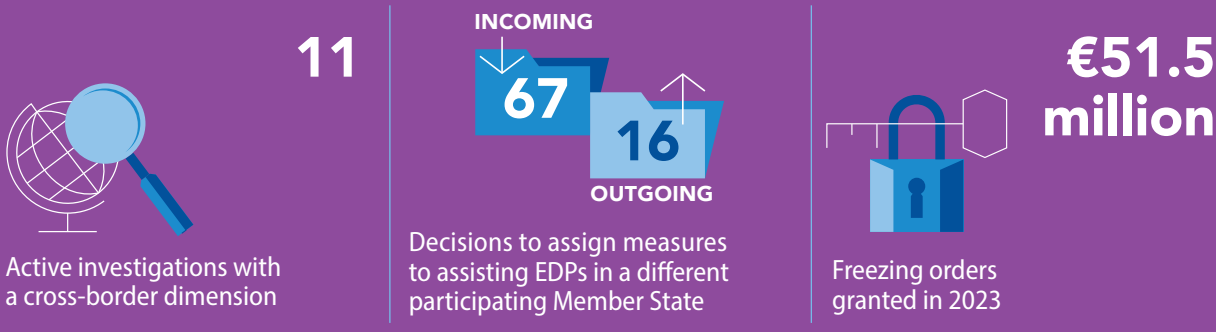 11
Active investigations with
a cross-border dimension
INCOMING
67
16
OUTGOING
Decisions to assign measures
to assisting EDPs in a different
participating Member State
€51.5
million
Freezing orders
granted in 2023